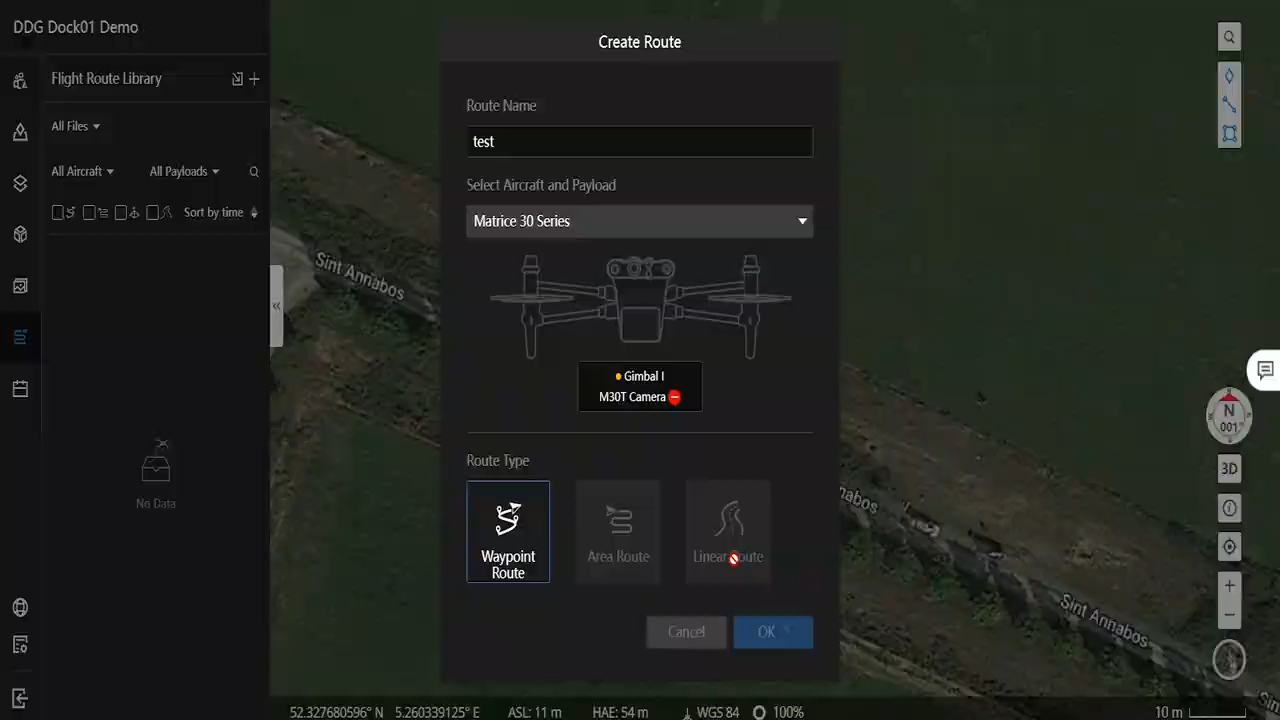 DDG Dock01 Demo
Flight Route Library
All Files
All Aircraft
All Payloads
Sort by time
No Data
Create Route
Route Name
test
Select Aircraft and Payload
Matrice 30 Series
Gimbal I
M30T Camera
Route Type
Waypoint
Route
Area Route
Linear Route
Cancel
OK
Sint Annabos
nabos
Sint Annabos
Sin
N
001°
3D
52.327680596° N
5.260339125° E
ASL: 11 m
HAE: 54 m
WGS 84
100%
10 m